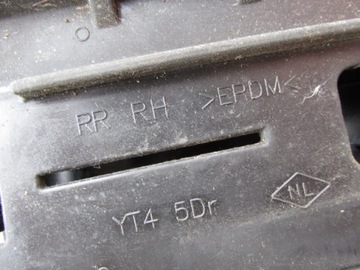 RR RH >EPDM<
YT4 5Dr
NL